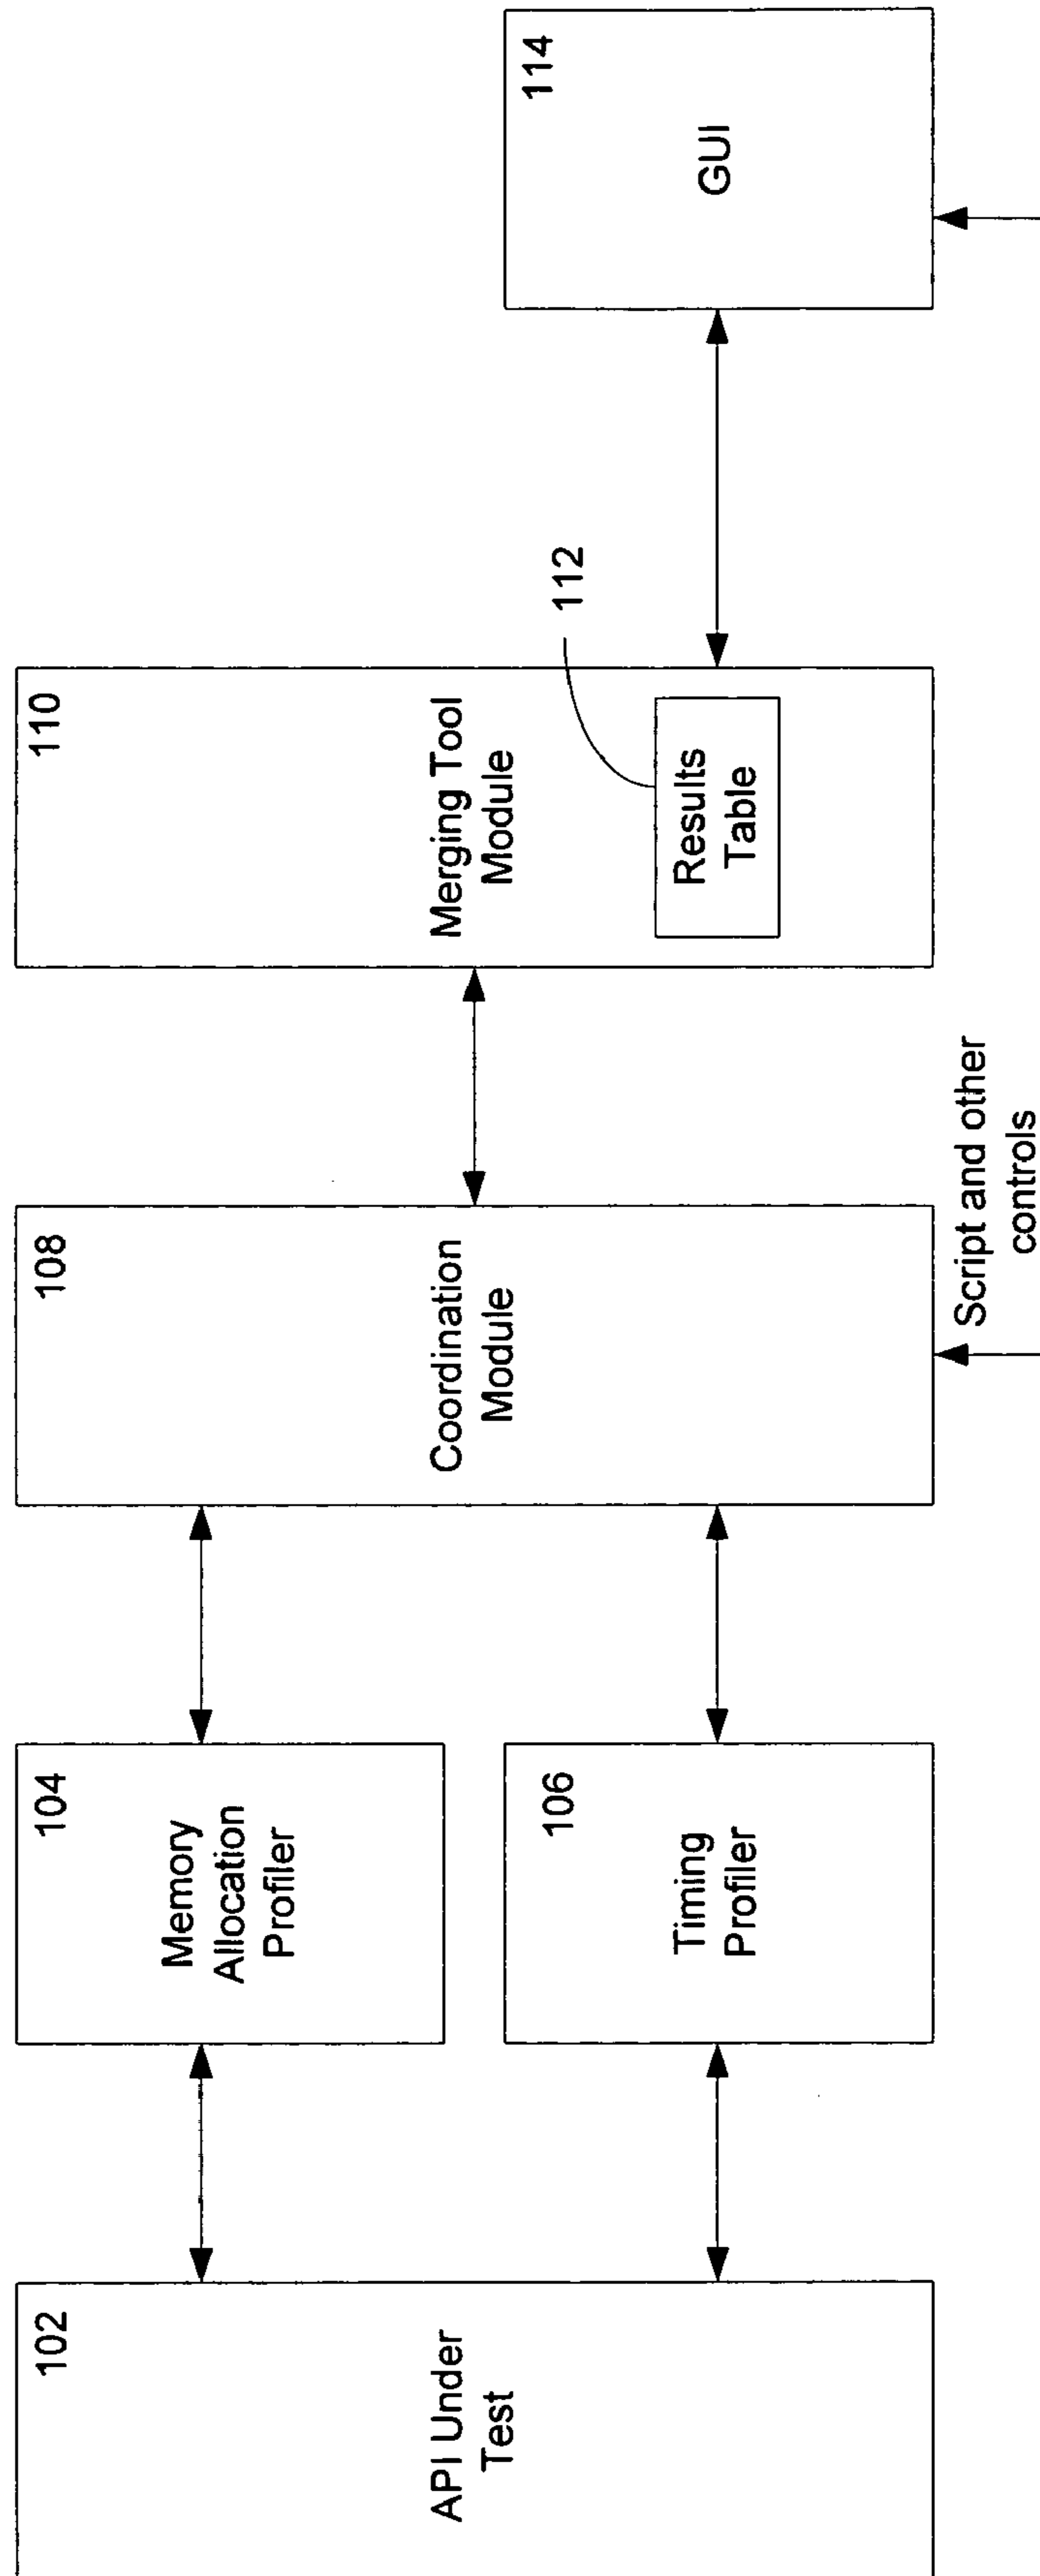 102
API Under
Test
104
Memory
Allocation
Profiler
106
Timing
Profiler
108
Coordination
Module
Script and other
controls
110
Merging Tool
Module
112
Results
Table
114
GUI